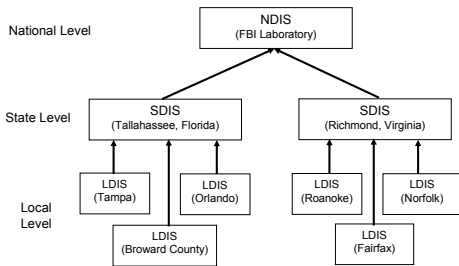 National Level
NDIS
(FBI Laboratory)
State Level
SDIS
(Tallahassee, Florida)
SDIS
(Richmond, Virginia)
Local
Level
LDIS
(Tampa)
LDIS
(Orlando)
LDIS
(Roanoke)
LDIS
(Norfolk)
LDIS
(Broward County)
LDIS
(Fairfax)